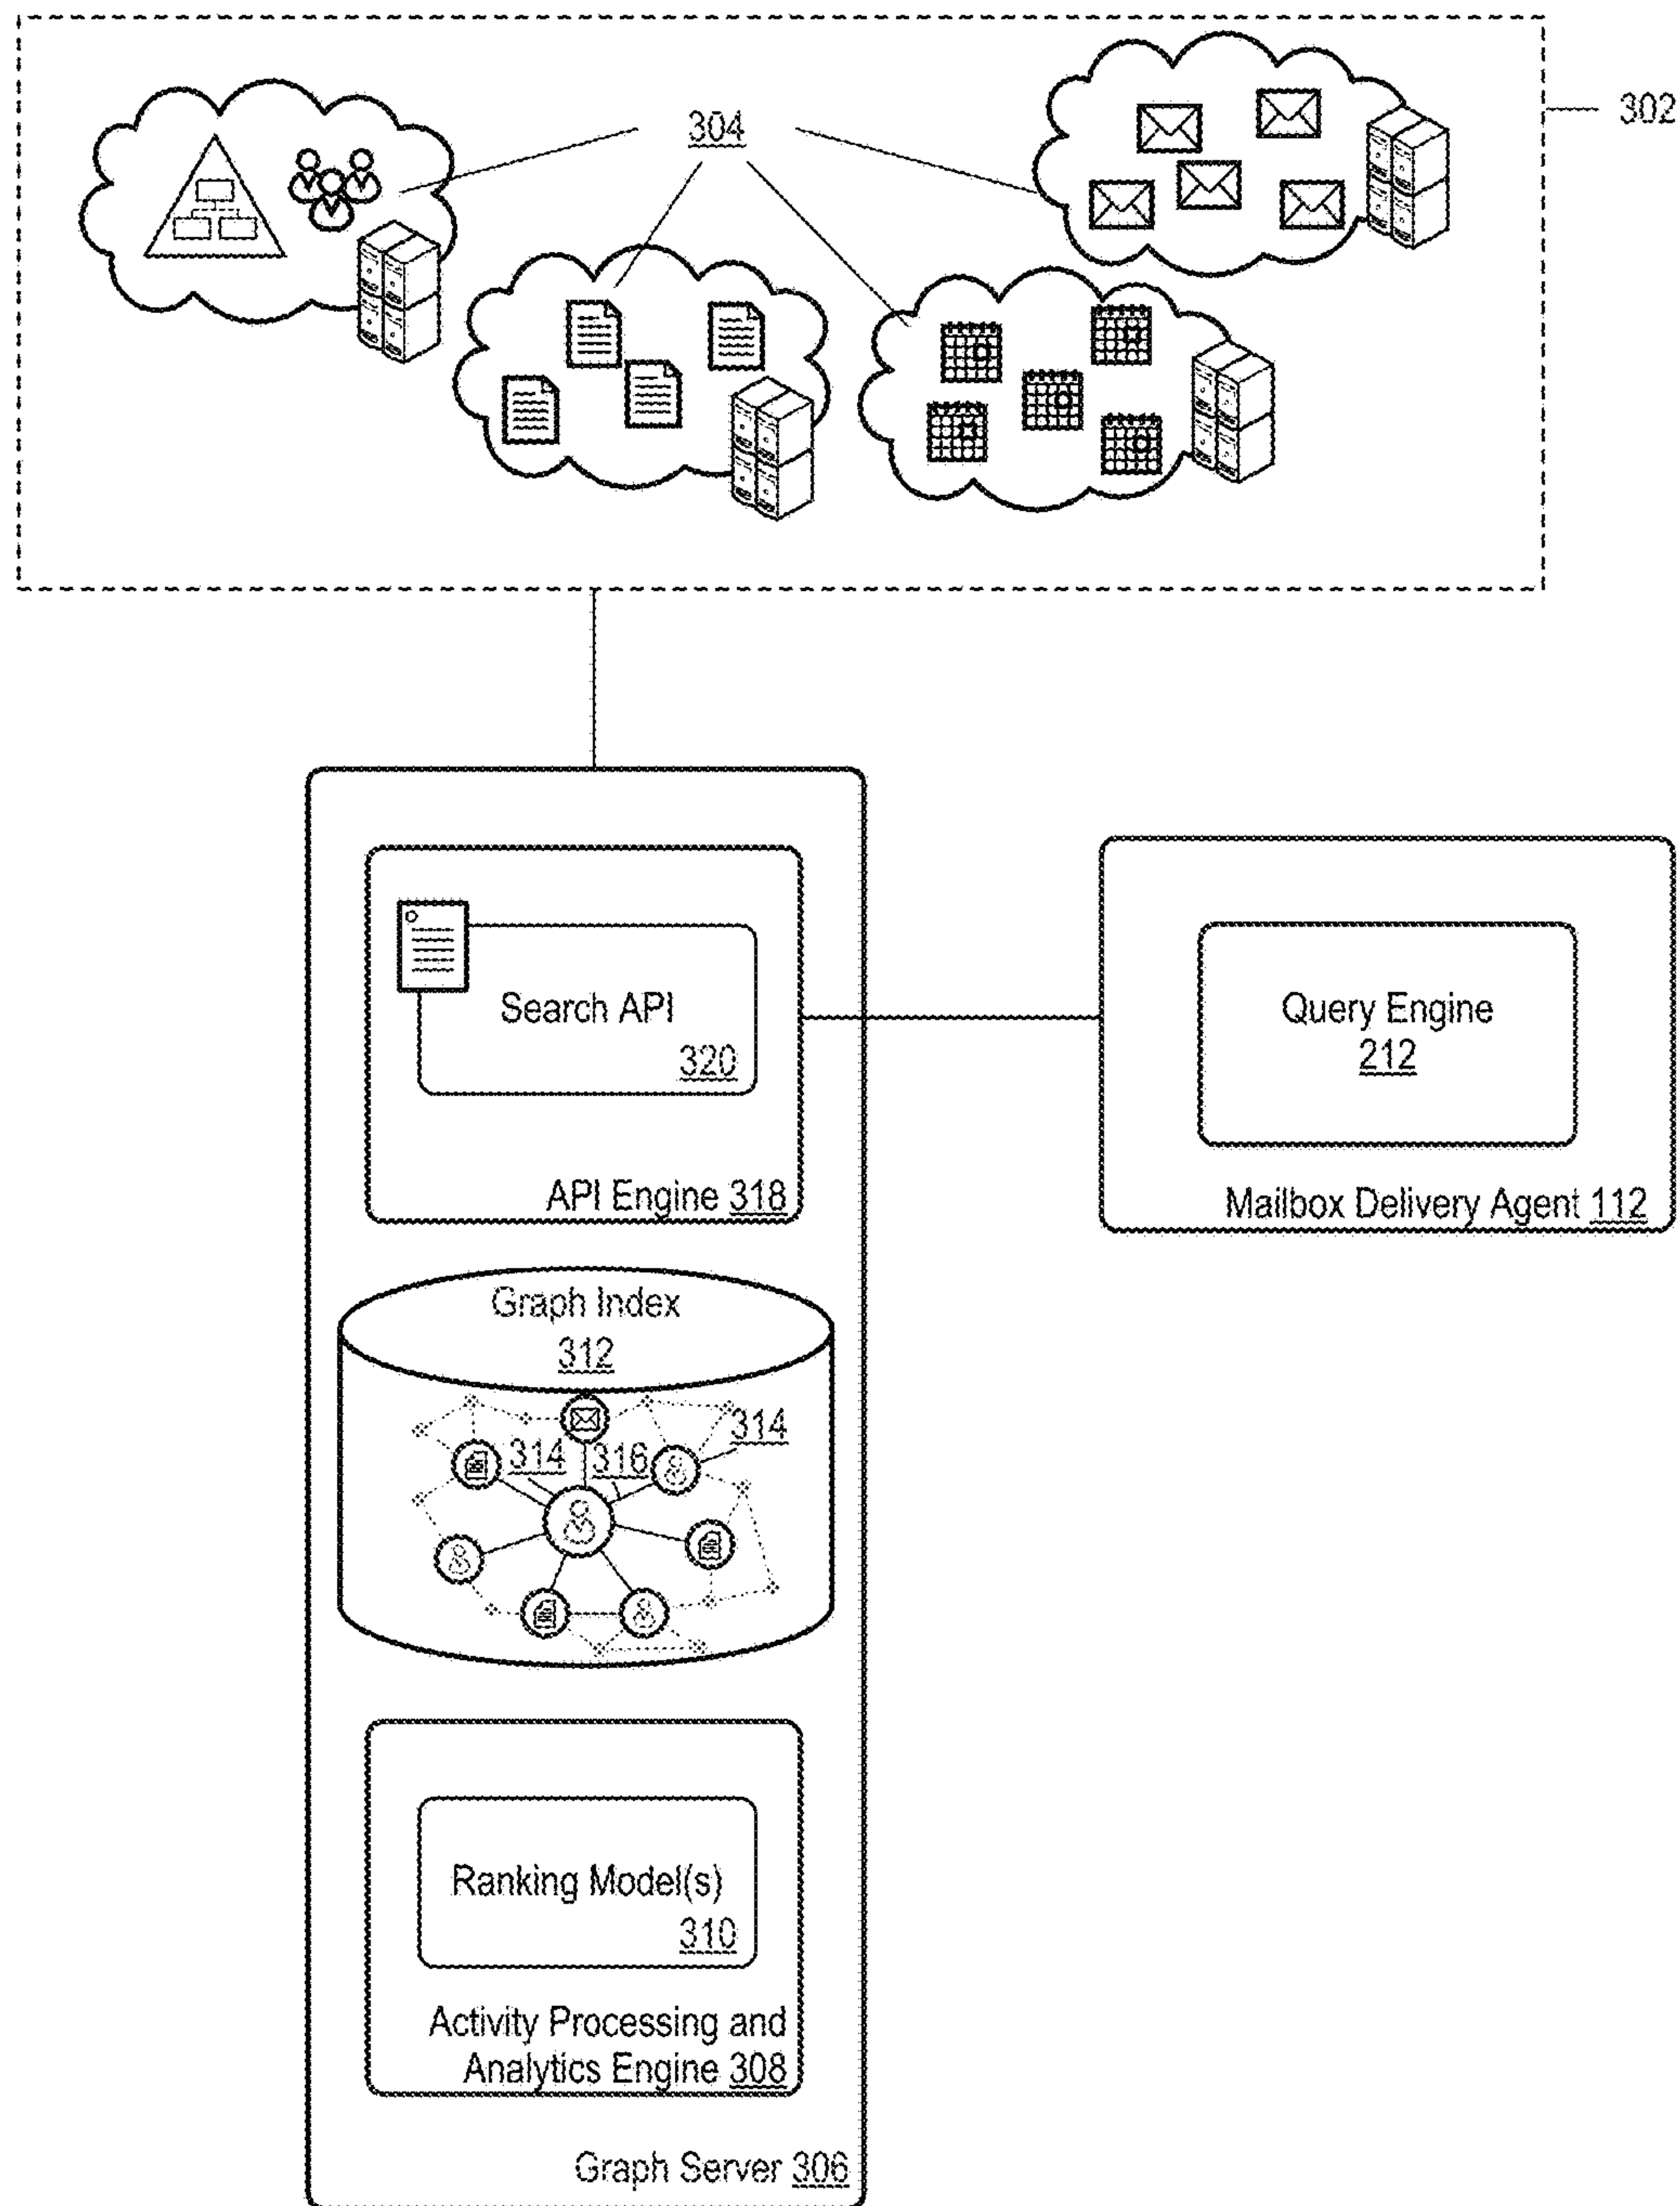 302
304
Search API
320
API Engine 318
Query Engine
212
Mailbox Delivery Agent 112
Graph Index
312
314
314
316
Ranking Model(s)
310
Activity Processing and
Analytics Engine 308
Graph Server 306